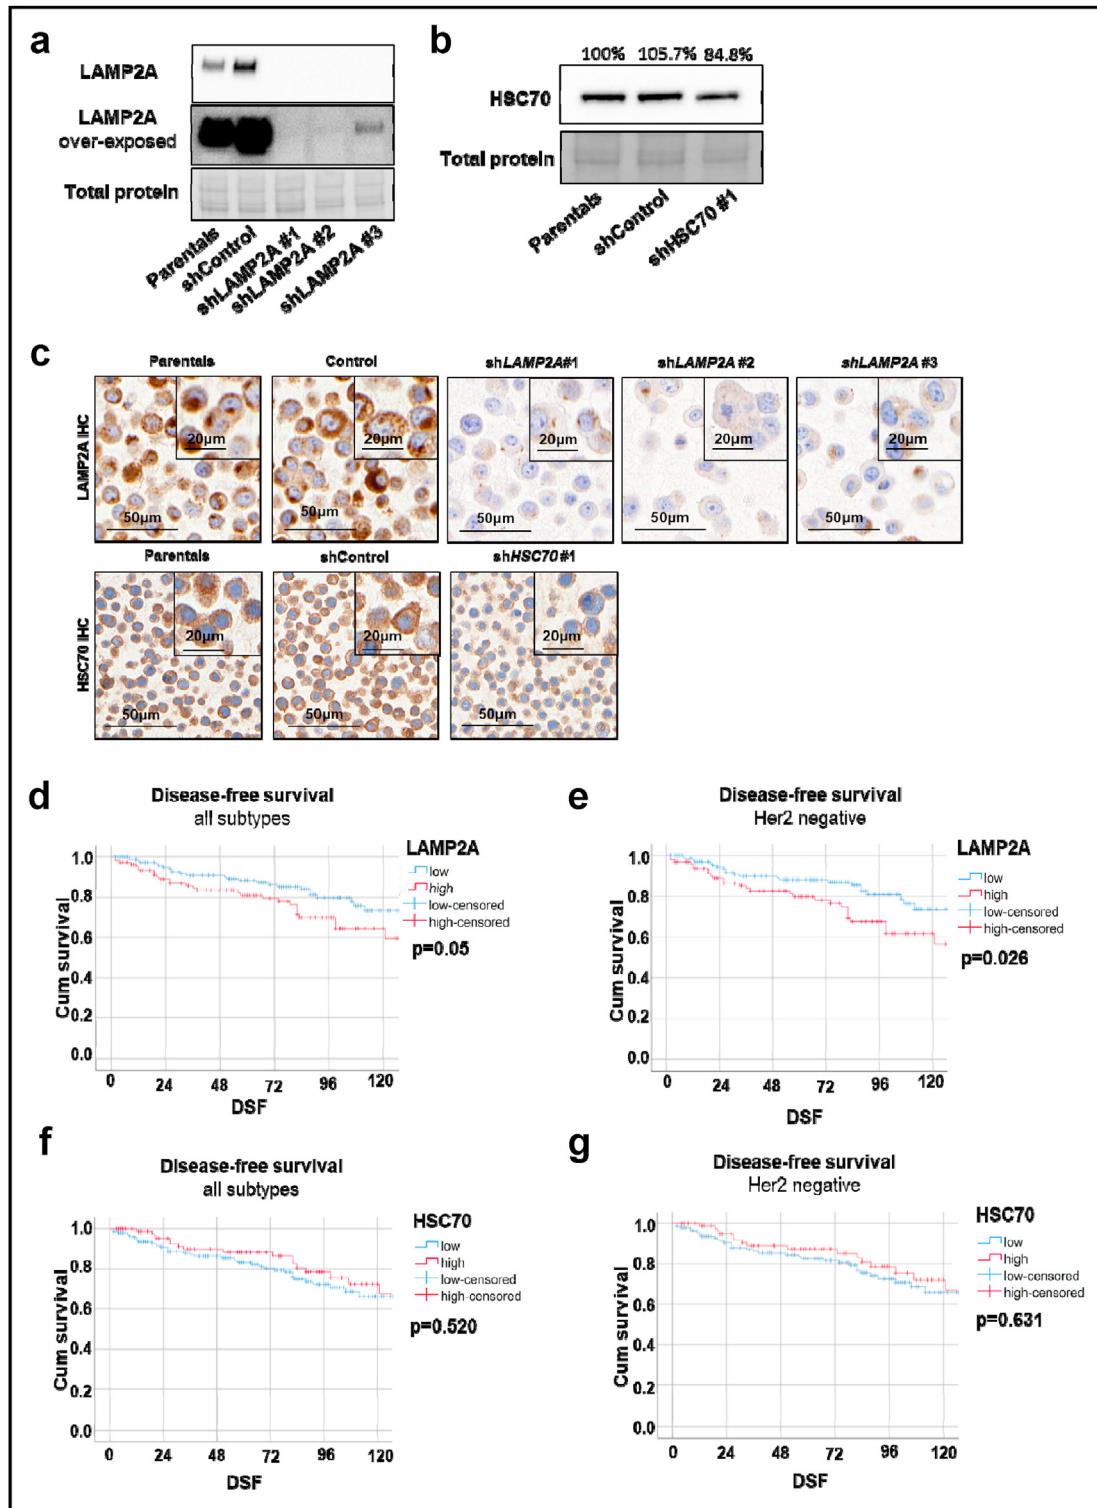 a
LAMP2A
LAMP2A
over-exposed
Total protein
Parentals
shControl
shLAMP2A #1
shLAMP2A #2
shLAMP2A #3
b
100% 105.7% 84.8%
HSC70
Total protein
Parentals
shControl
shHSC70 #1
c
Parentals
Control
shLAMP2A#1
shLAMP2A #2
shLAMP2A #3
LAMP2A IHC
20µm
50µm
20µm
50µm
20µm
50µm
20µm
50µm
20µm
50µm
Parentals
shControl
shHSC70 #1
HSC70 IHC
20µm
50µm
20µm
50µm
20µm
50µm
d
Disease-free survival
all subtypes
LAMP2A
low
high
low-censored
high-censored
p=0.05
Cum survival
1.0
0.8
0.6
0.4
0.2
0.0
0 24 48 72 96 120
DSF
e
Disease-free survival
Her2 negative
LAMP2A
low
high
low-censored
high-censored
p=0.026
Cum survival
1.0
0.8
0.6
0.4
0.2
0.0
0 24 48 72 96 120
DSF
f
Disease-free survival
all subtypes
HSC70
low
high
low-censored
high-censored
p=0.520
Cum survival
1.0
0.8
0.6
0.4
0.2
0.0
0 24 48 72 96 120
DSF
g
Disease-free survival
Her2 negative
HSC70
low
high
low-censored
high-censored
p=0.631
Cum survival
1.0
0.8
0.6
0.4
0.2
0.0
0 24 48 72 96 120
DSF